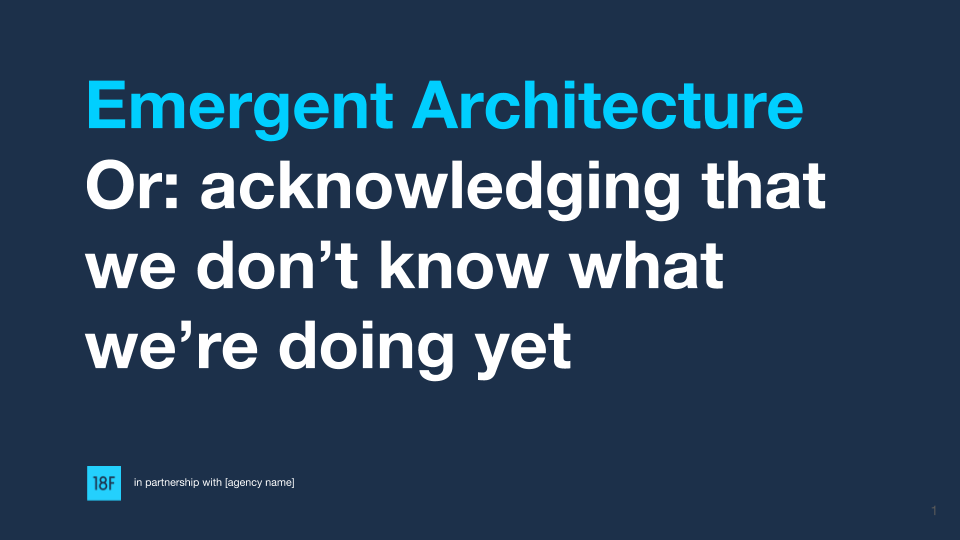 Emergent Architecture
Or: acknowledging that
we don’t know what
we’re doing yet
18F
in partnership with [agency name]
1